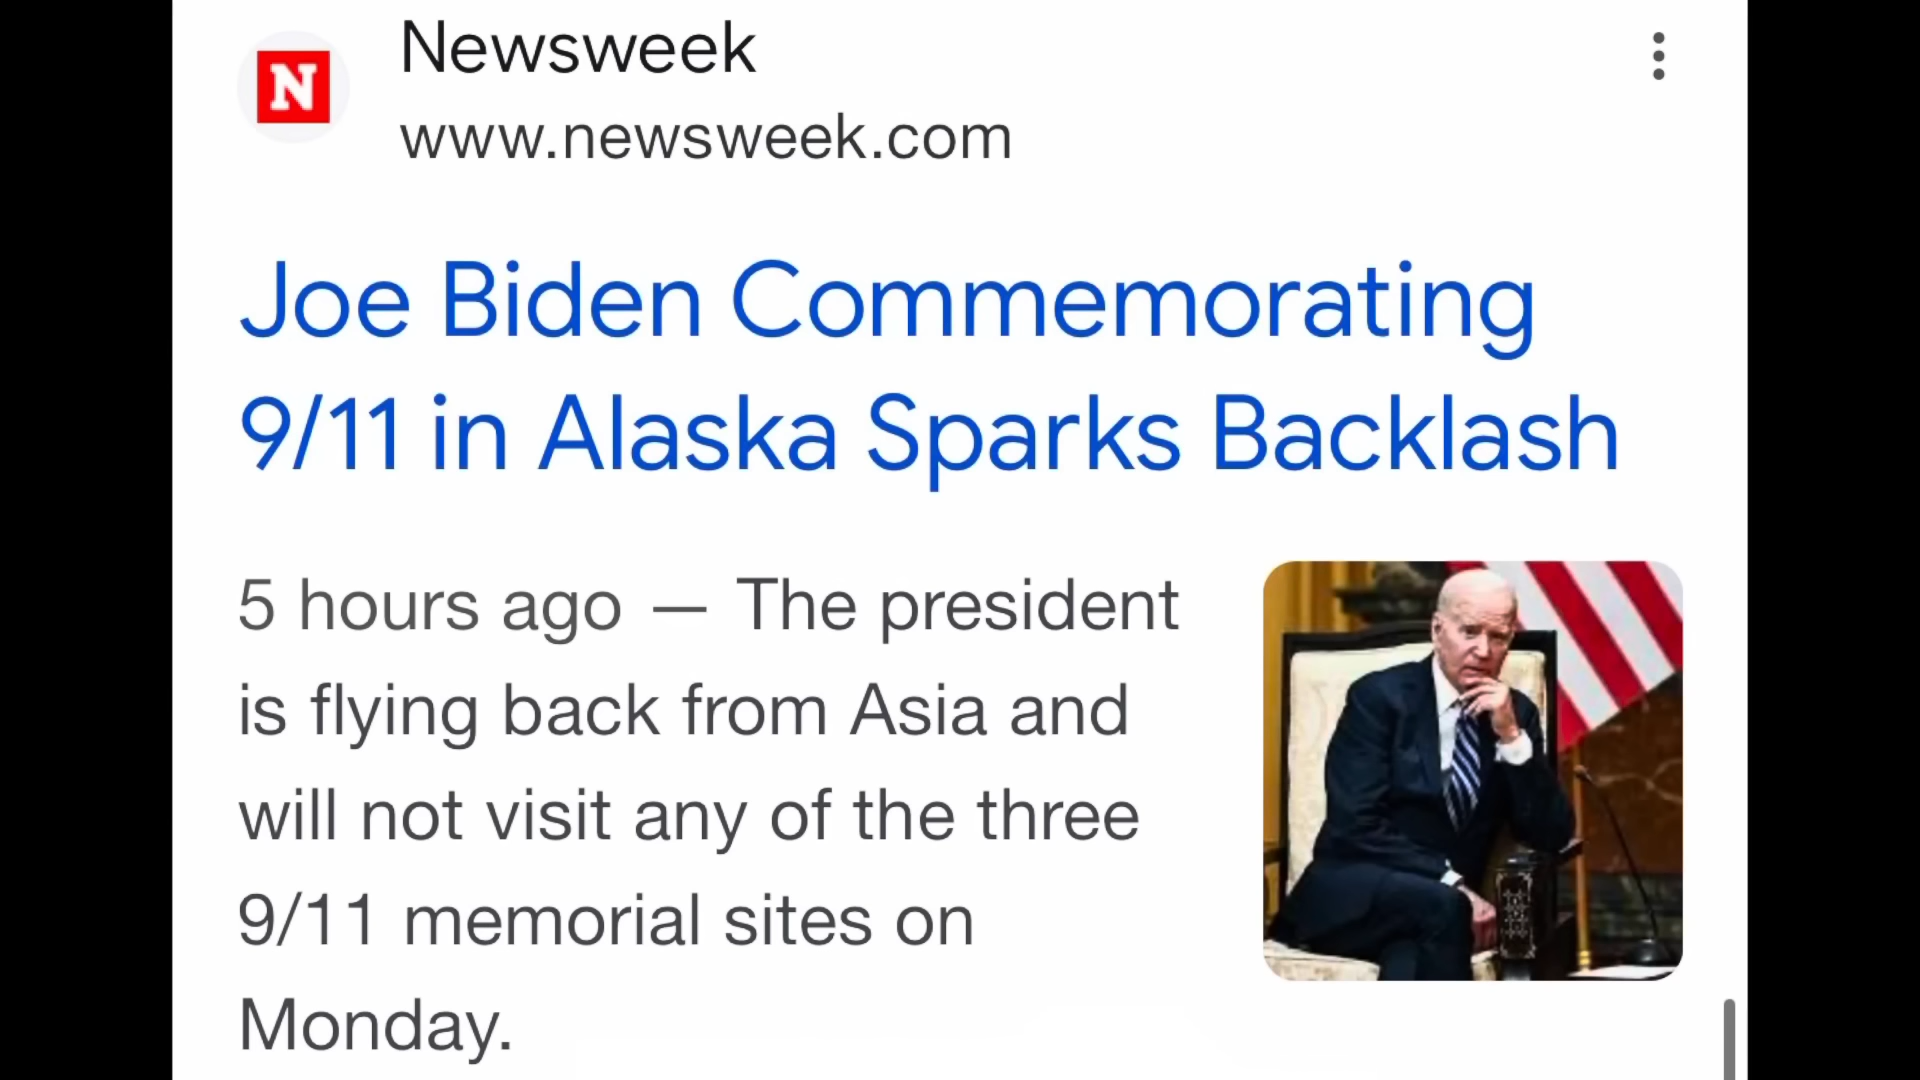 N
Newsweek
www.newsweek.com
Joe Biden Commemorating
9/11 in Alaska Sparks Backlash
5 hours ago — The president
is flying back from Asia and
will not visit any of the three
9/11 memorial sites on
Monday.